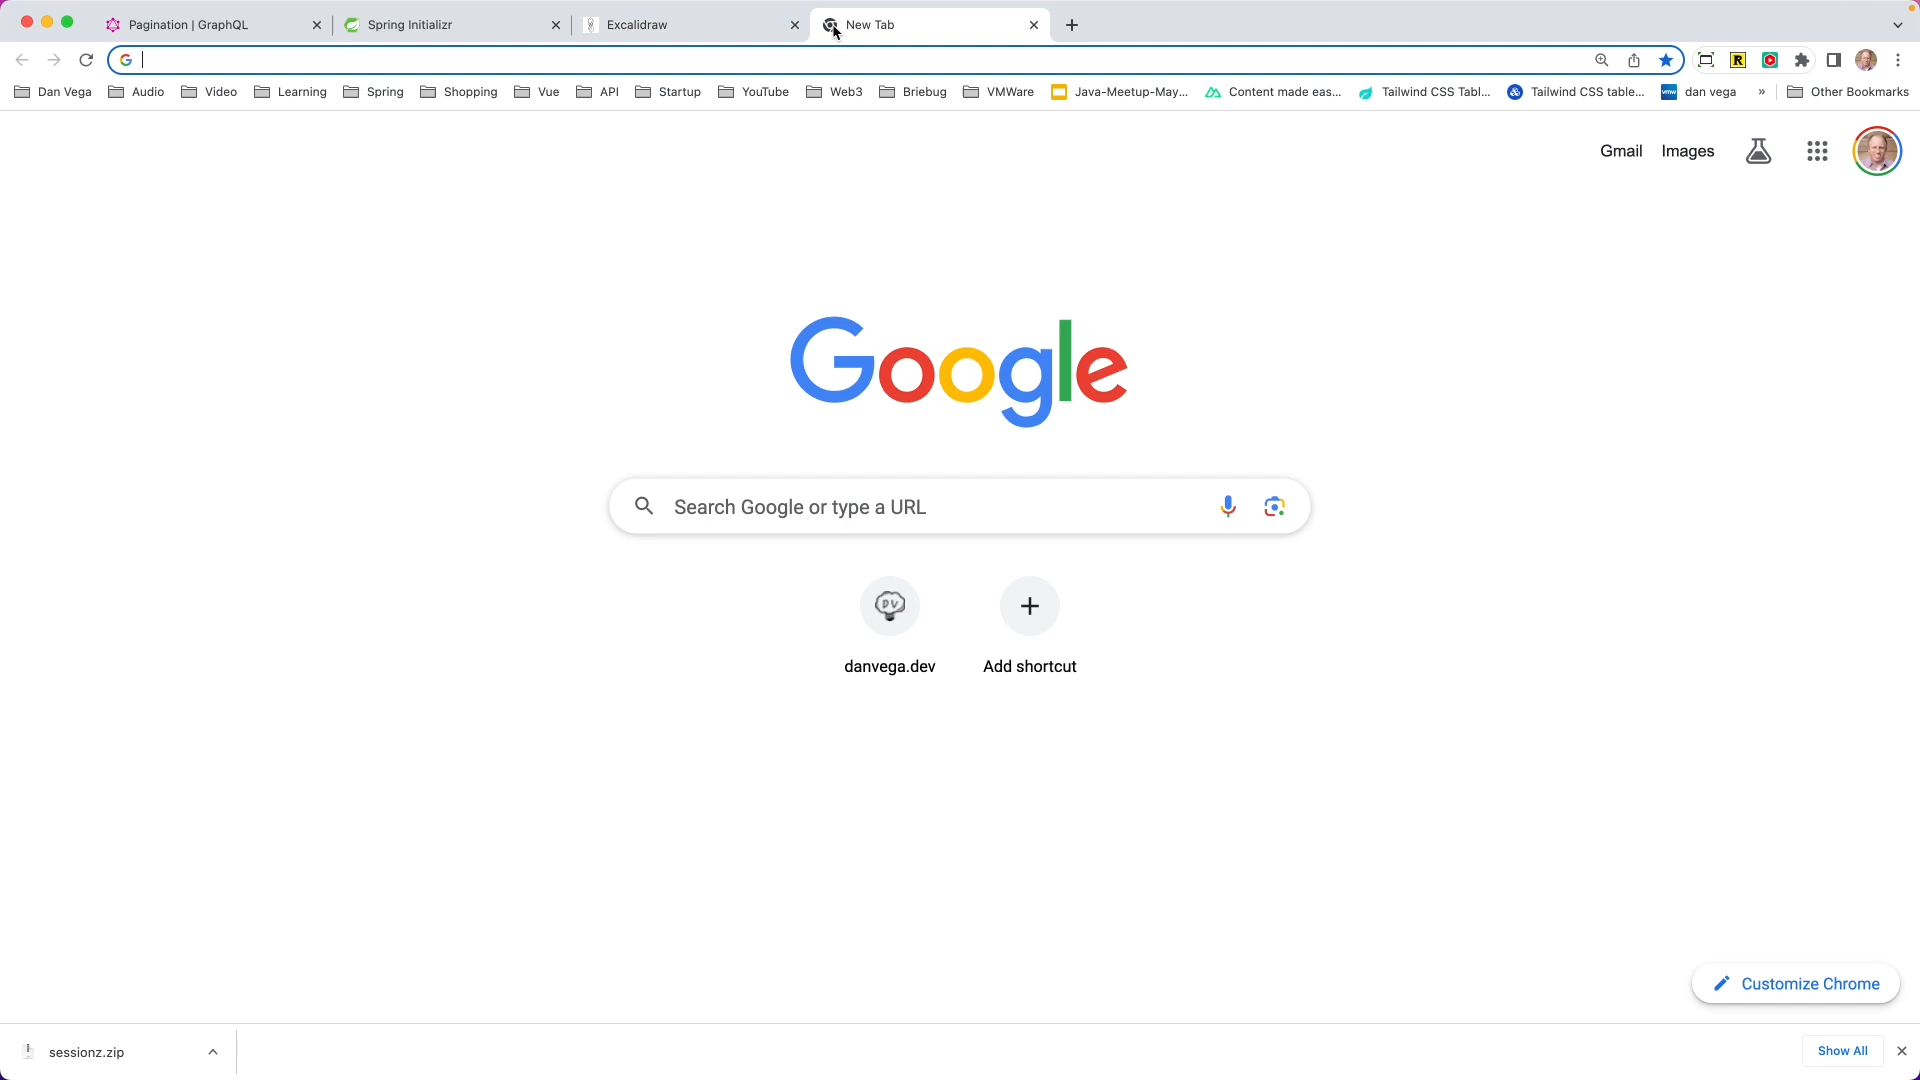 Pagination | GraphQL
Spring Initializr
Excalidraw
New Tab
Dan Vega Audio Video Learning Spring Shopping Vue API Startup YouTube Web3 Briebug VMWare Java-Meetup-May... Content made eas... Tailwind CSS Tabl... Tailwind CSS table... vmw dan vega » Other Bookmarks
Gmail Images
Google
Search Google or type a URL
DV
danvega.dev
Add shortcut
Customize Chrome
sessionz.zip
Show All